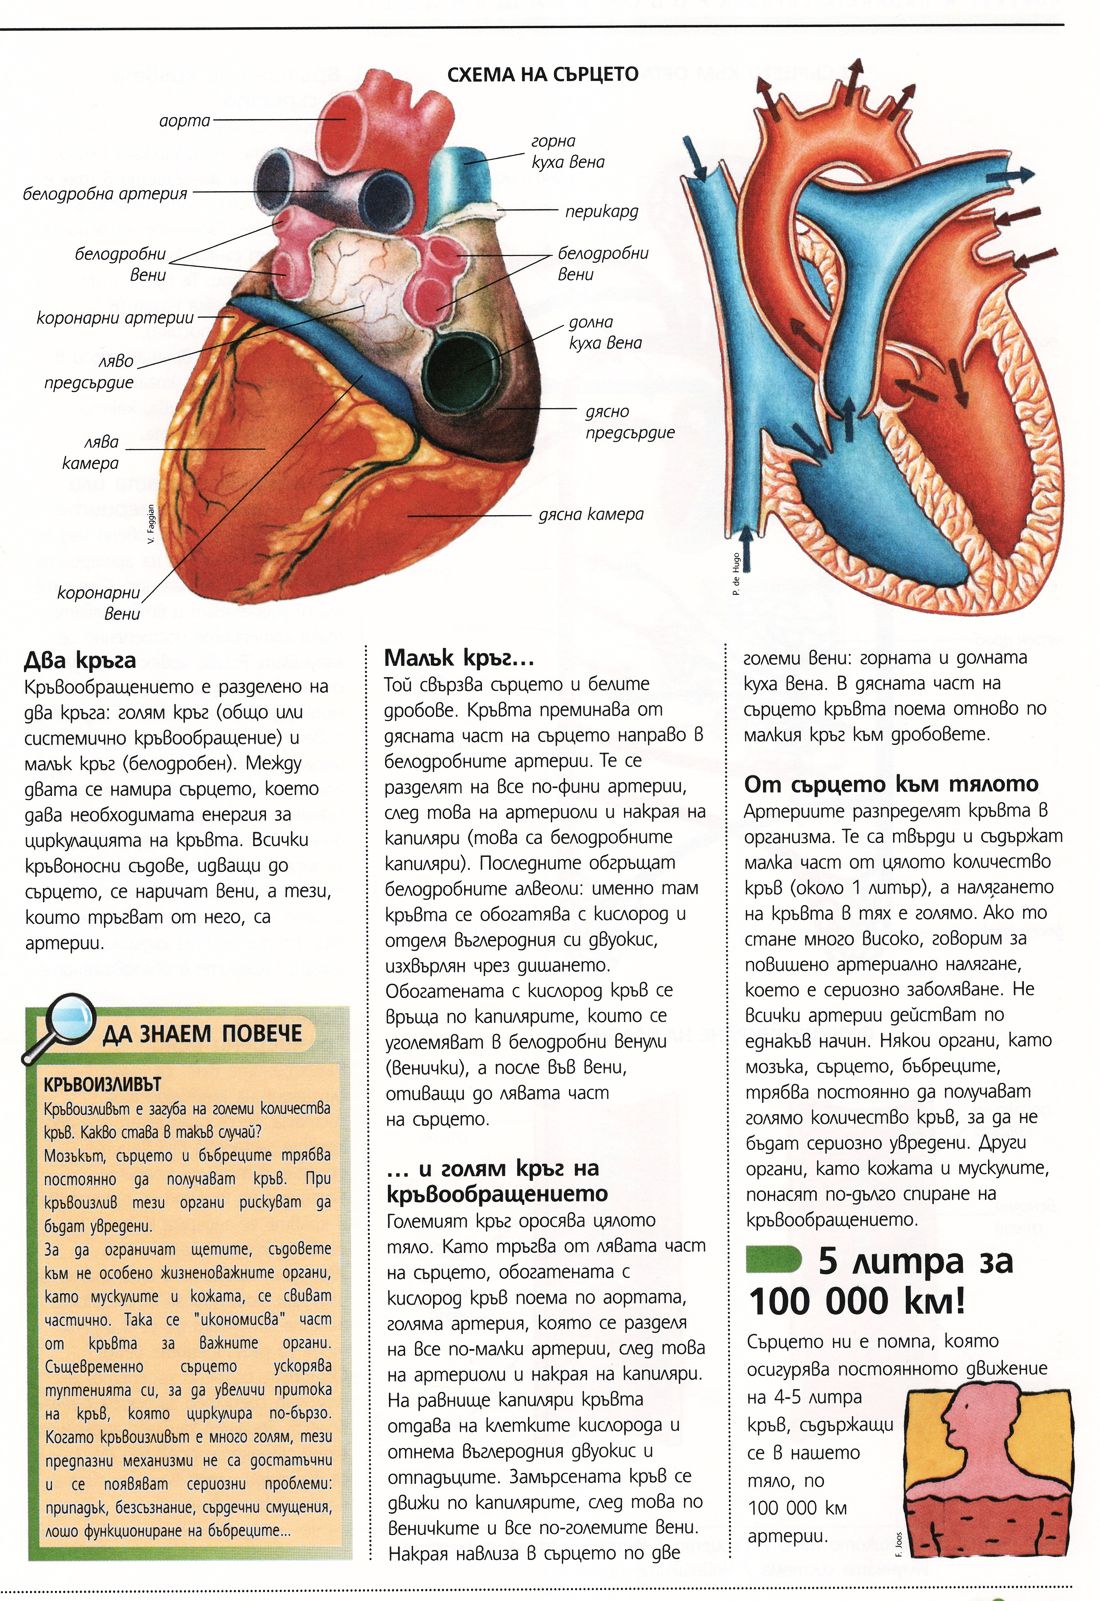 СХЕМА НА СЪРЦЕТО
аорта
белодробна артерия
белодробни
вени
коронарни артерии
ляво
предсърдие
лява
камера
коронарни
вени
горна
куха вена
перикард
белодробни
вени
долна
куха вена
дясно
предсърдие
дясна камера
V. Faggian
P. de Hugo
Два кръга
Кръвообращението е разделено на
два кръга: голям кръг (общо или
системично кръвообращение) и
малък кръг (белодробен). Между
двата се намира сърцето, което
дава необходимата енергия за
циркулацията на кръвта. Всички
кръвоносни съдове, идващи до
сърцето, се наричат вени, а тези,
които тръгват от него, са
артерии.
ДА ЗНАЕМ ПОВЕЧЕ
КРЪВОИЗЛИВЪТ
Кръвоизливът е загуба на големи количества
кръв. Какво става в такъв случай?
Мозъкът, сърцето и бъбреците трябва
постоянно да получават кръв. При
кръвоизлив тези органи рискуват да
бъдат увредени.
За да ограничат щетите, съдовете
към не особено жизненоважните органи,
като мускулите и кожата, се свиват
частично. Така се "икономисва" част
от кръвта за важните органи.
Същевременно сърцето ускорява
туптенията си, за да увеличи притока
на кръв, която циркулира по-бързо.
Когато кръвоизливът е много голям, тези
предпазни механизми не са достатъчни
и се появяват сериозни проблеми:
припадък, безсъзнание, сърдечни смущения,
лошо функциониране на бъбреците...
Малък кръг...
Той свързва сърцето и белите
дробове. Кръвта преминава от
дясната част на сърцето направо в
белодробните артерии. Те се
разделят на все по-фини артерии,
след това на артериоли и накрая на
капиляри (това са белодробните
капиляри). Последните обгръщат
белодробните алвеоли: именно там
кръвта се обогатява с кислород и
отделя въглеродния си двуокис,
изхвърлян чрез дишането.
Обогатената с кислород кръв се
връща по капилярите, които се
уголемяват в белодробни венули
(венички), а после във вени,
отиващи до лявата част
на сърцето.
... и голям кръг на
кръвообращението
Големият кръг оросява цялото
тяло. Като тръгва от лявата част
на сърцето, обогатената с
кислород кръв поема по аортата,
голяма артерия, която се разделя
на все по-малки артерии, след това
на артериоли и накрая на капиляри.
На равнище капиляри кръвта
отдава на клетките кислорода и
отнема въглеродния двуокис и
отпадъците. Замърсената кръв се
движи по капилярите, след това по
веничките и все по-големите вени.
Накрая навлиза в сърцето по две
големи вени: горната и долната
куха вена. В дясната част на
сърцето кръвта поема отново по
малкия кръг към дробовете.
От сърцето към тялото
Артериите разпределят кръвта в
организма. Те са твърди и съдържат
малка част от цялото количество
кръв (около 1 литър), а налягането
на кръвта в тях е голямо. Ако то
стане много високо, говорим за
повишено артериално налягане,
което е сериозно заболяване. Не
всички артерии действат по
еднакъв начин. Някои органи, като
мозъка, сърцето, бъбреците,
трябва постоянно да получават
голямо количество кръв, за да не
бъдат сериозно увредени. Други
органи, като кожата и мускулите,
понасят по-дълго спиране на
кръвообращението.
5 литра за
100 000 км!
Сърцето ни е помпа, която
осигурява постоянното движение
на 4-5 литра
кръв, съдържащи
се в нашето
тяло, по
100 000 км
артерии.
F. Joos